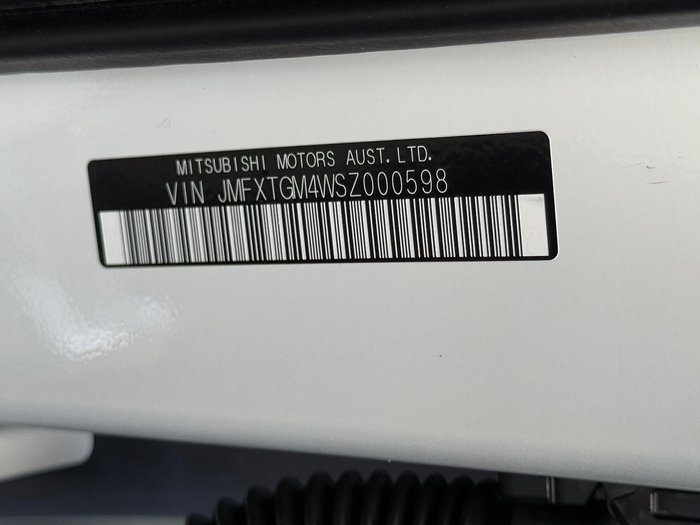 MITSUBISHI MOTORS AUST. LTD.
VIN JMFXTGM4WSZ000598